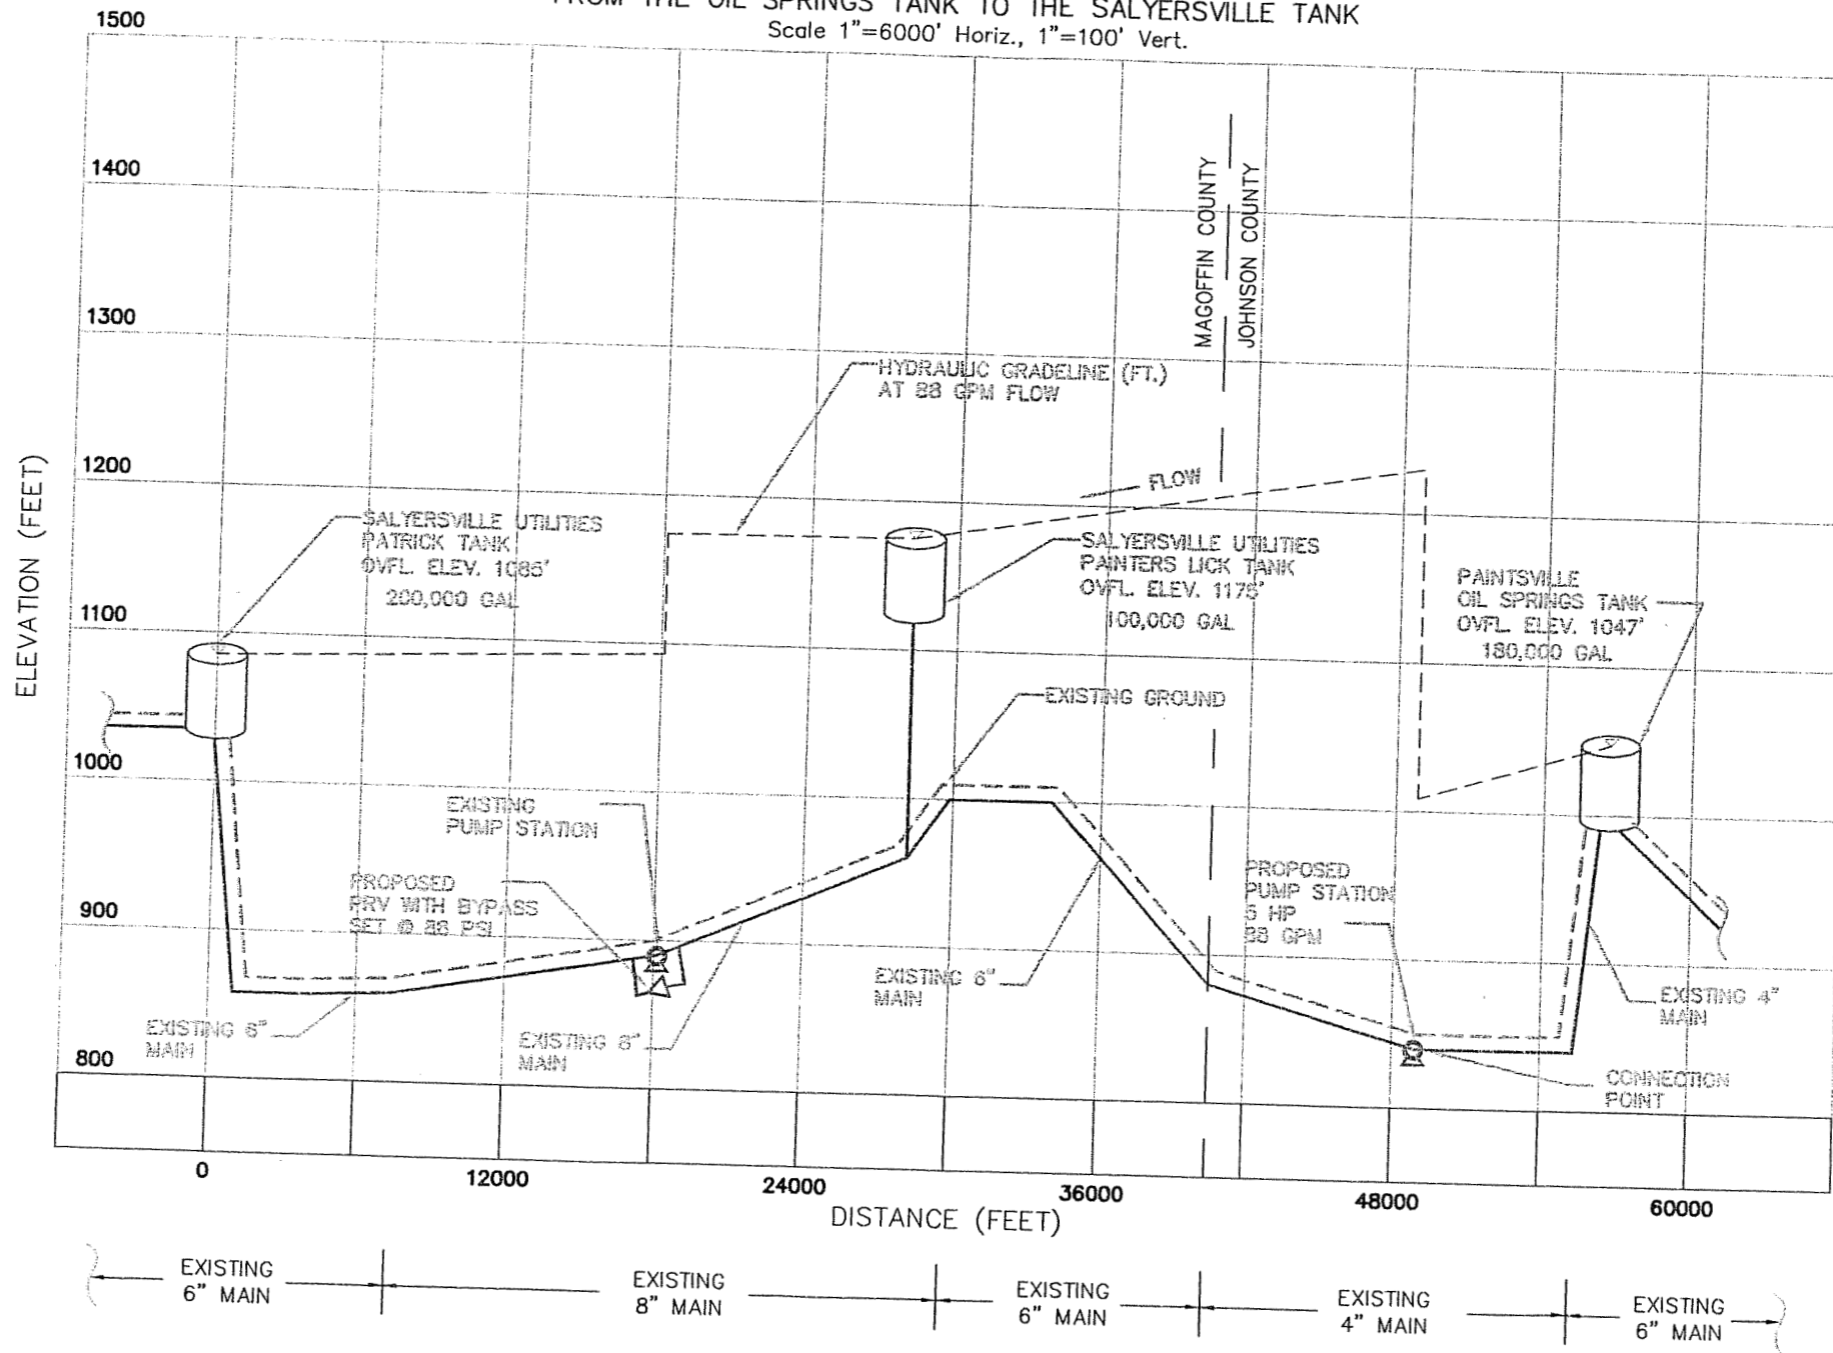 FROM THE OIL SPRINGS TANK TO THE SALYERSVILLE TANK
Scale 1"=6000' Horiz., 1"=100' Vert.
1500
1400
1300
1200
1100
1000
900
800
ELEVATION (FEET)
MAGOFFIN COUNTY
JOHNSON COUNTY
HYDRAULIC GRADELINE (FT.)
AT 88 GPM FLOW
FLOW
SALYERSVILLE UTILITIES
PATRICK TANK
OVFL. ELEV. 1085'
200,000 GAL
SALYERSVILLE UTILITIES
PAINTERS LICK TANK
OVFL. ELEV. 1175'
100,000 GAL
PAINTSVILLE
OIL SPRINGS TANK
OVFL. ELEV. 1047'
180,000 GAL
EXISTING GROUND
EXISTING
PUMP STATION
PROPOSED
PRV WITH BYPASS
SET @ 88 PSI
PROPOSED
PUMP STATION
5 HP
88 GPM
EXISTING 6"
MAIN
EXISTING 8"
MAIN
EXISTING 6"
MAIN
EXISTING 4"
MAIN
CONNECTION
POINT
0
12000
24000
36000
48000
60000
DISTANCE (FEET)
EXISTING
6" MAIN
EXISTING
8" MAIN
EXISTING
6" MAIN
EXISTING
4" MAIN
EXISTING
6" MAIN